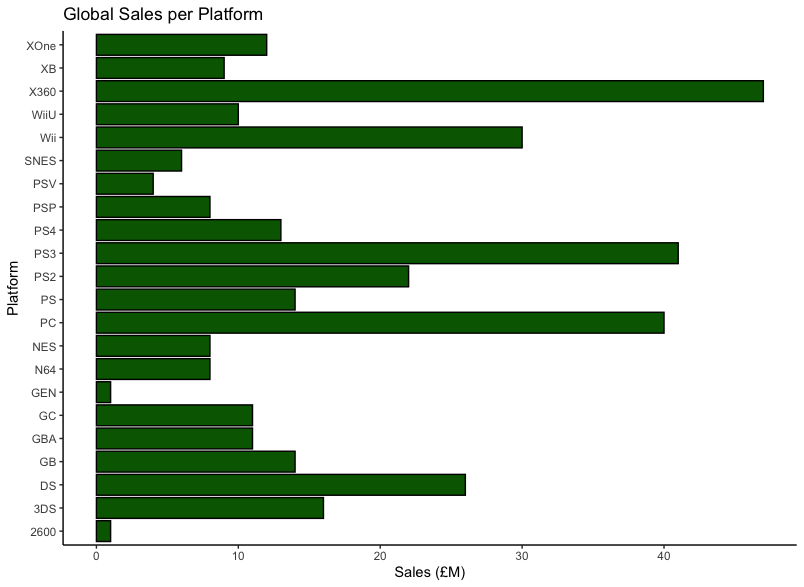 Global Sales per Platform
XOne
XB
X360
WiiU
Wii
SNES
PSV
PSP
PS4
PS3
PS2
PS
PC
NES
N64
GEN
GC
GBA
GB
DS
3DS
2600
Platform
0 10 20 30 40
Sales (£M)